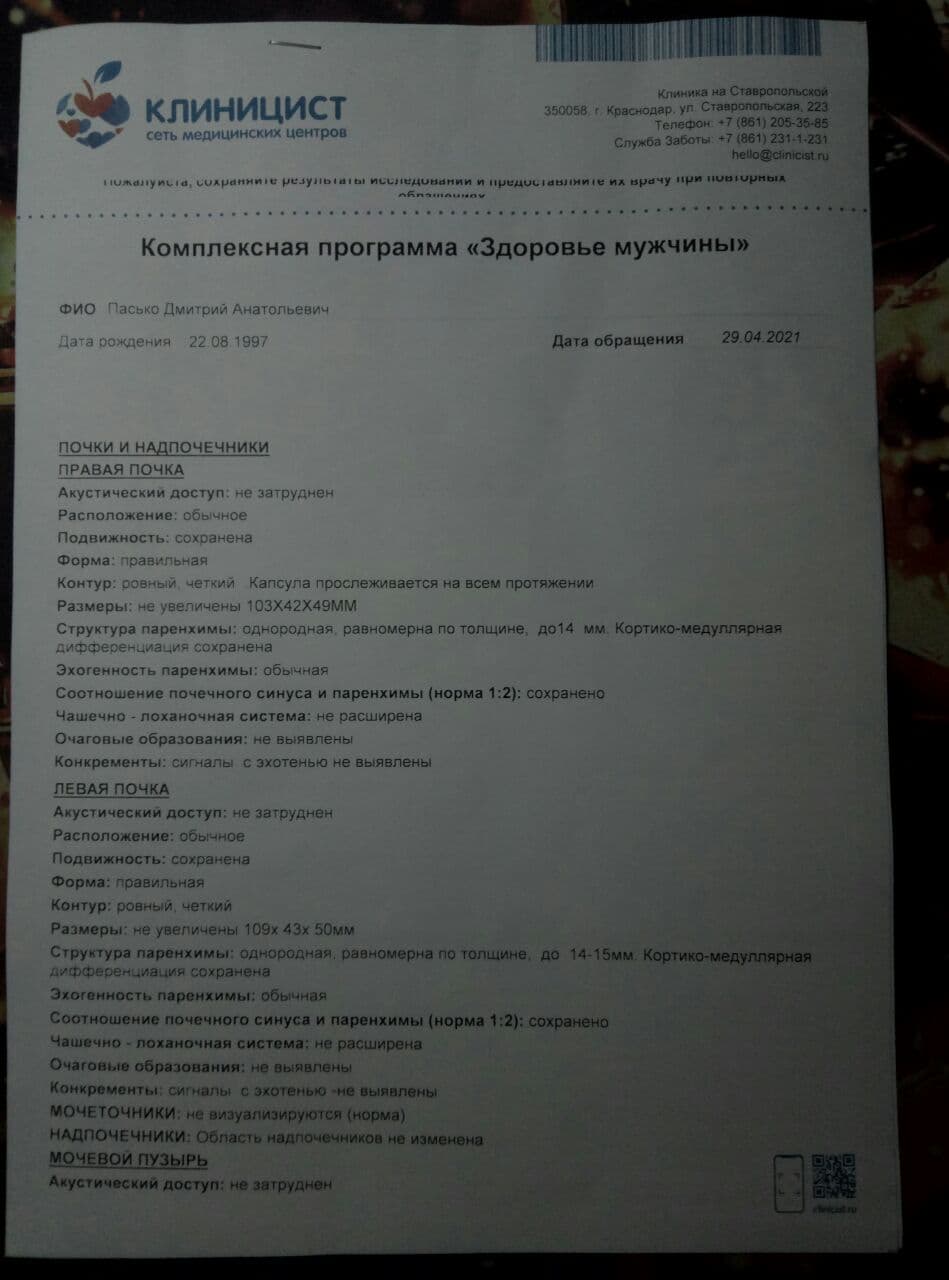 КЛИНИЦИСТ
сеть медицинских центров
Клиника на Ставропольской
350058, г. Краснодар, ул. Ставропольская, 223
Телефон: +7 (861) 205-35-85
Служба Заботы: +7 (861) 231-1-231
hello@clinicist.ru
Пожалуйста, сохраняйте результаты исследований и предоставляйте их врачу при повторных
обращениях
Комплексная программа «Здоровье мужчины»
ФИО Пасько Дмитрий Анатольевич
Дата рождения 22.08.1997 Дата обращения 29.04.2021
ПОЧКИ И НАДПОЧЕЧНИКИ
ПРАВАЯ ПОЧКА
Акустический доступ: не затруднен
Расположение: обычное
Подвижность: сохранена
Форма: правильная
Контур: ровный, четкий Капсула прослеживается на всем протяжении
Размеры: не увеличены 103Х42Х49ММ
Структура паренхимы: однородная, равномерна по толщине, до14 мм. Кортико-медуллярная
дифференциация сохранена
Эхогенность паренхимы: обычная
Соотношение почечного синуса и паренхимы (норма 1:2): сохранено
Чашечно - лоханочная система: не расширена
Очаговые образования: не выявлены
Конкременты: сигналы с эхотенью не выявлены
ЛЕВАЯ ПОЧКА
Акустический доступ: не затруднен
Расположение: обычное
Подвижность: сохранена
Форма: правильная
Контур: ровный, четкий
Размеры: не увеличены 109х 43х 50мм
Структура паренхимы: однородная, равномерна по толщине, до 14-15мм. Кортико-медуллярная
дифференциация сохранена
Эхогенность паренхимы: обычная
Соотношение почечного синуса и паренхимы (норма 1:2): сохранено
Чашечно - лоханочная система: не расширена
Очаговые образования: не выявлены
Конкременты: сигналы с эхотенью -не выявлены
МОЧЕТОЧНИКИ: не визуализируются (норма)
НАДПОЧЕЧНИКИ: Область надпочечников не изменена
МОЧЕВОЙ ПУЗЫРЬ
Акустический доступ: не затруднен
clinicist.ru